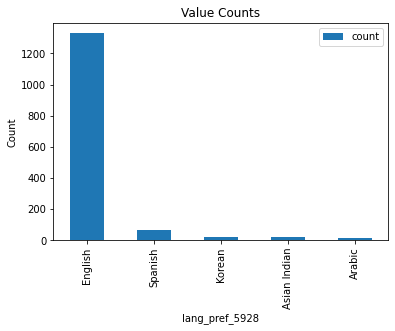 Value Counts
count
1200
1000
800
600
400
200
0
Count
English
Spanish
Korean
Asian Indian
Arabic
lang_pref_5928